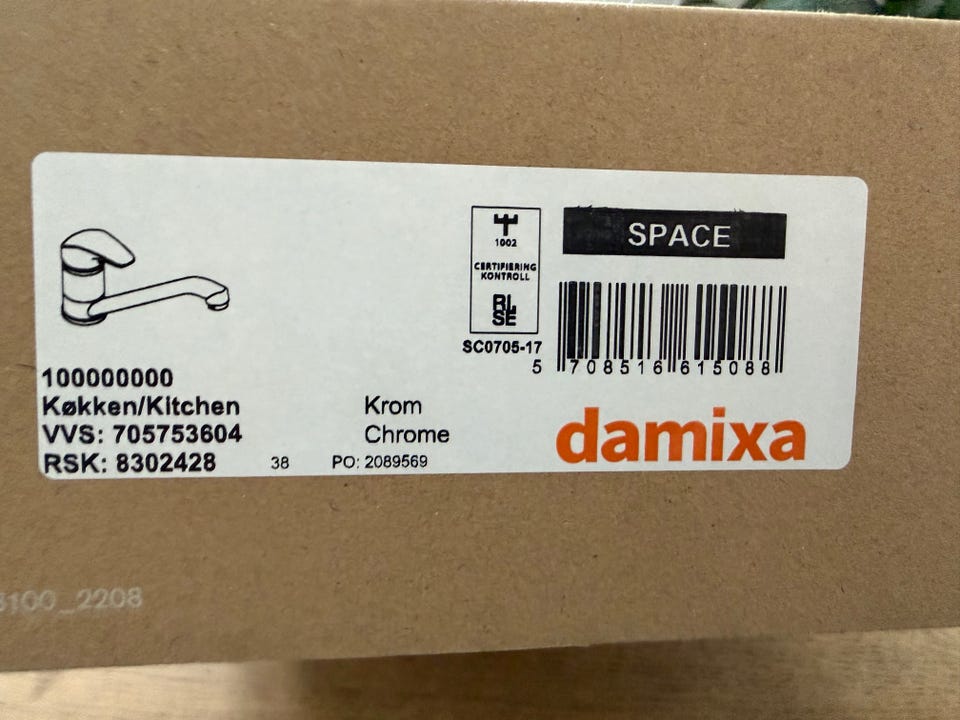 SPACE
1002
CERTIFIERING
KONTROLL
RI.
SE
SC0705-17
5 708516 615088
100000000
Køkken/Kitchen
Krom
VVS: 705753604
Chrome
RSK: 8302428
38
PO: 2089569
damixa
100_2208